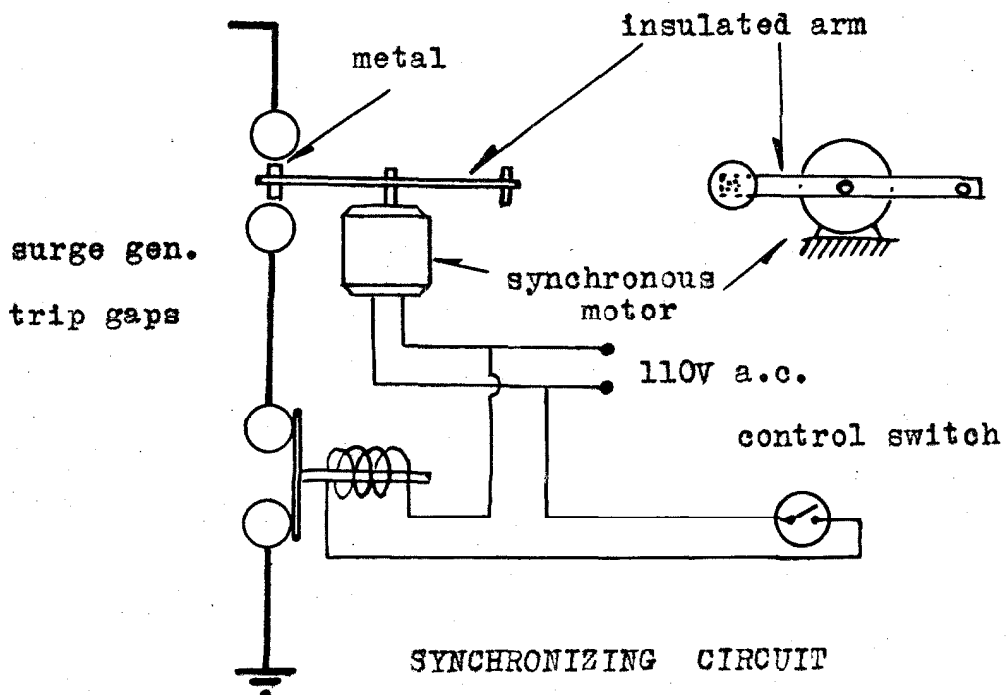 insulated arm
metal
surge gen.
trip gaps
synchronous
motor
110V a.c.
control switch
SYNCHRONIZING CIRCUIT